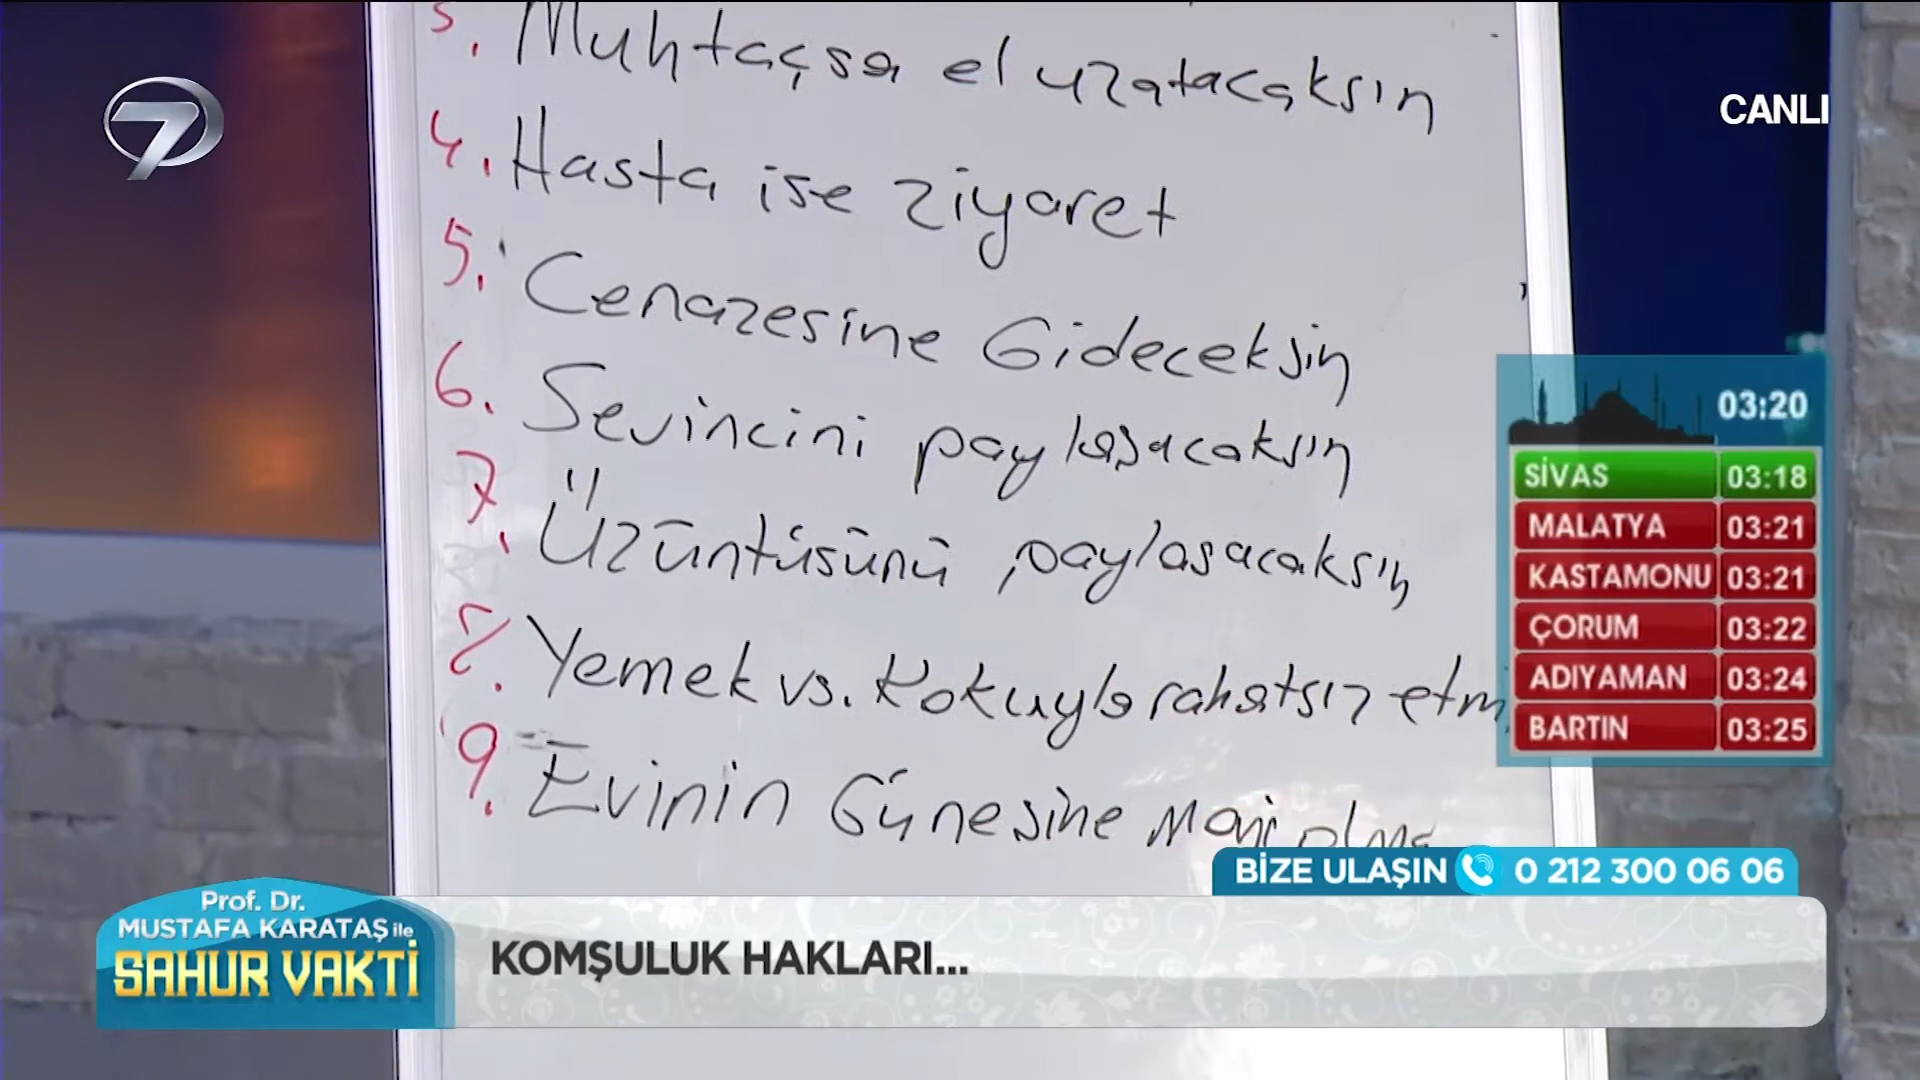 3. Muhtaçsa el uzatacaksın
4. Hasta ise ziyaret
5. Cenazesine Gideceksin
6. Sevincini paylaşacaksın
7. Üzüntüsünü paylaşacaksın
8. Yemek vs. Kokuyla rahatsız etm
9. Evinin Güneşine Mani olma
7
CANLI
03:20
SİVAS 03:18
MALATYA 03:21
KASTAMONU 03:21
ÇORUM 03:22
ADIYAMAN 03:24
BARTIN 03:25
BİZE ULAŞIN 0 212 300 06 06
Prof. Dr.
MUSTAFA KARATAŞ ile
SAHUR VAKTİ
KOMŞULUK HAKLARI...